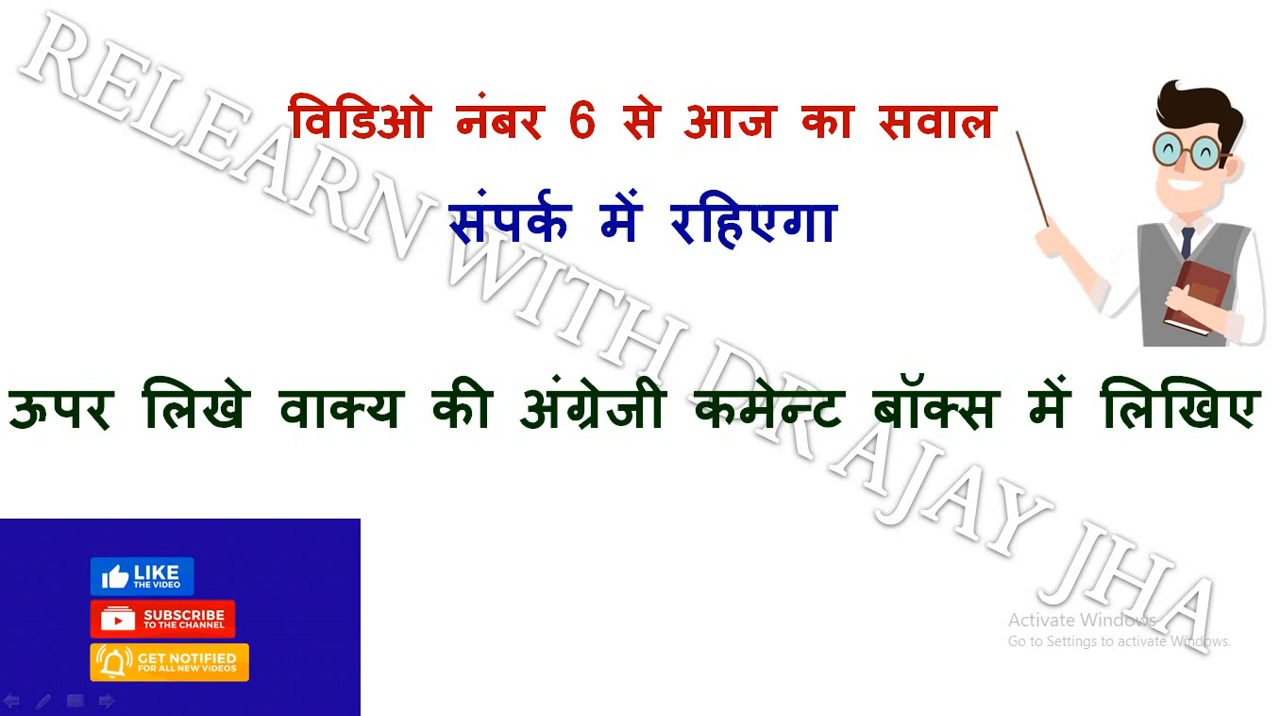 विडिओ नंबर 6 से आज का सवाल
संपर्क में रहिएगा
ऊपर लिखे वाक्य की अंग्रेजी कमेन्ट बॉक्स में लिखिए
RELEARN WITH DR AJAY JHA
LIKE
THE VIDEO
SUBSCRIBE
TO THE CHANNEL
GET NOTIFIED
FOR ALL NEW VIDEOS
Activate Windows
Go to Settings to activate Windows.